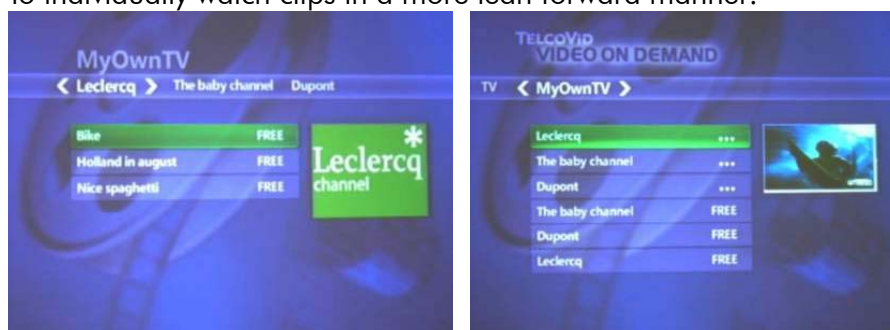 to individually watch clips in a more lean forward manner.
MyOwnTV
< Leclercq > The baby channel Dupont
Bike FREE
Holland in august FREE
Nice spaghetti FREE
Leclercq*
channel
TELCOVID
VIDEO ON DEMAND
TV < MyOwnTV >
Leclercq ...
The baby channel ...
Dupont ...
The baby channel FREE
Dupont FREE
Leclercq FREE